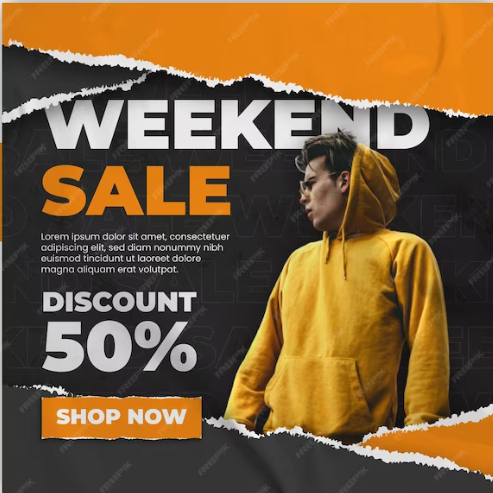 WEEKEND
SALE
Lorem ipsum dolor sit amet, consectetuer
adipiscing elit, sed diam nonummy nibh
euismod tincidunt ut laoreet dolore
magna aliquam erat volutpat.
DISCOUNT
50%
SHOP NOW